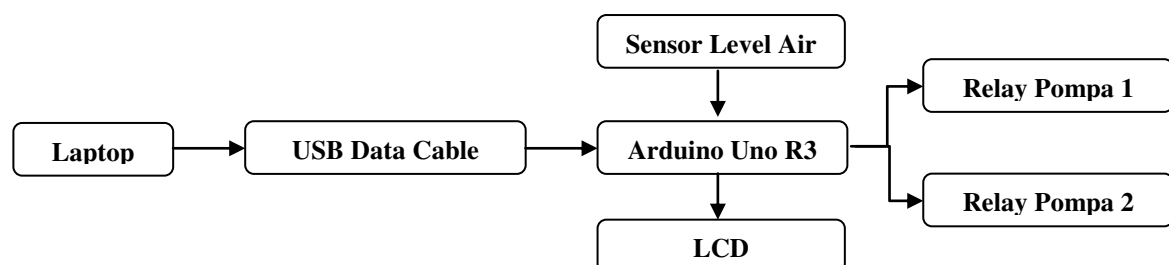 Sensor Level Air
Relay Pompa 1
Laptop
USB Data Cable
Arduino Uno R3
Relay Pompa 2
LCD